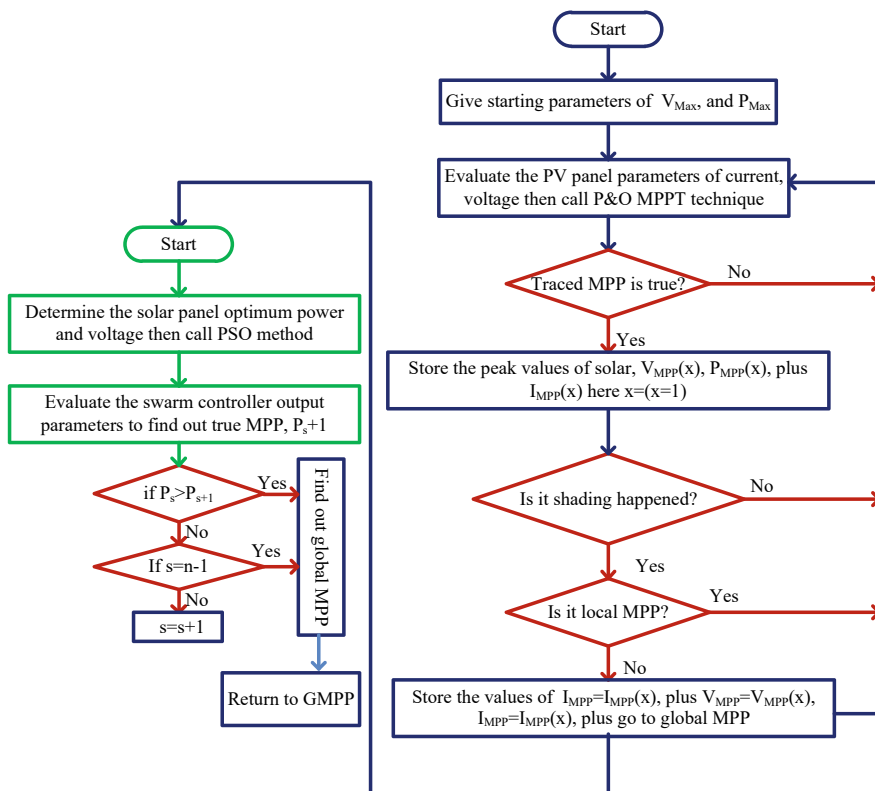 Start
Give starting parameters of V_Max, and P_Max
Evaluate the PV panel parameters of current,
voltage then call P&O MPPT technique
Traced MPP is true?
No
Yes
Store the peak values of solar, V_MPP(x), P_MPP(x), plus
I_MPP(x) here x=(x=1)
Is it shading happened?
No
Yes
Is it local MPP?
Yes
No
Store the values of I_MPP=I_MPP(x), plus V_MPP=V_MPP(x),
I_MPP=I_MPP(x), plus go to global MPP
Start
Determine the solar panel optimum power
and voltage then call PSO method
Evaluate the swarm controller output
parameters to find out true MPP, P_s+1
if P_s>P_s+1
Yes
No
If s=n-1
Yes
No
s=s+1
Find out global MPP
Return to GMPP